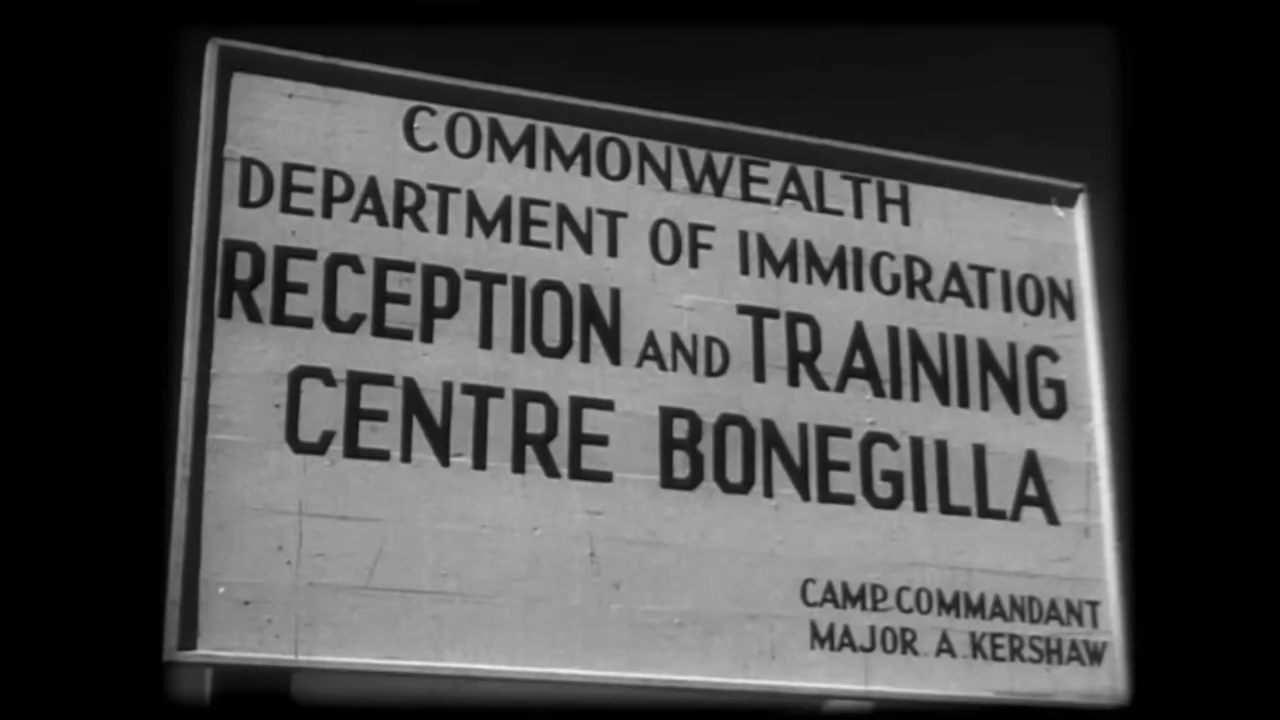 COMMONWEALTH
DEPARTMENT OF IMMIGRATION
RECEPTION AND TRAINING
CENTRE BONEGILLA
CAMP COMMANDANT
MAJOR A KERSHAW